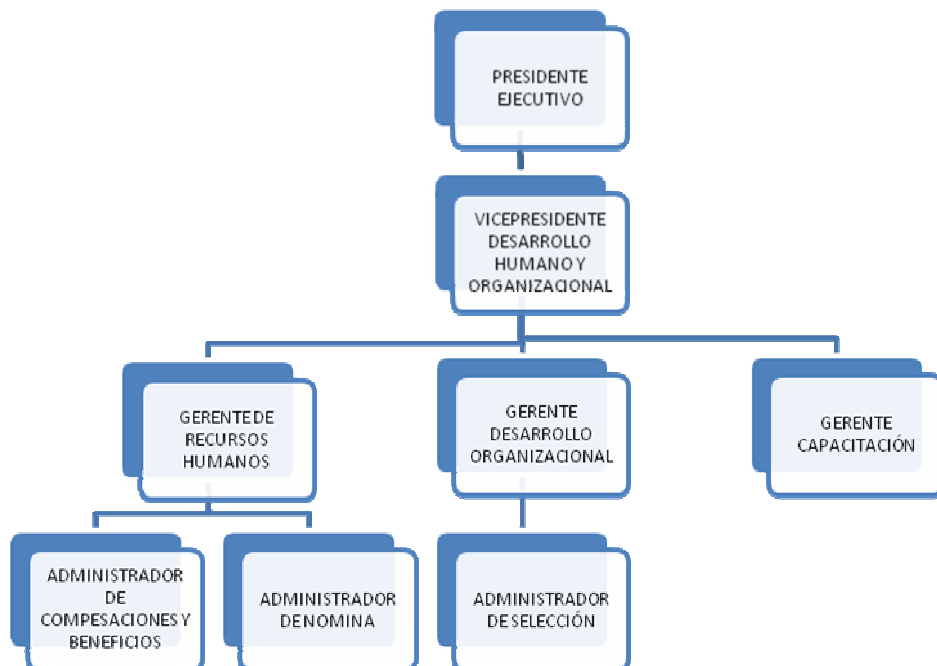 PRESIDENTE
EJECUTIVO
VICEPRESIDENTE
DESARROLLO
HUMANO Y
ORGANIZACIONAL
GERENTE DE
RECURSOS
HUMANOS
GERENTE
DESARROLLO
ORGANIZACIONAL
GERENTE
CAPACITACIÓN
ADMINISTRADOR
DE
COMPESACIONES Y
BENEFICIOS
ADMINISTRADOR
DE NOMINA
ADMINISTRADOR
DE SELECCIÓN